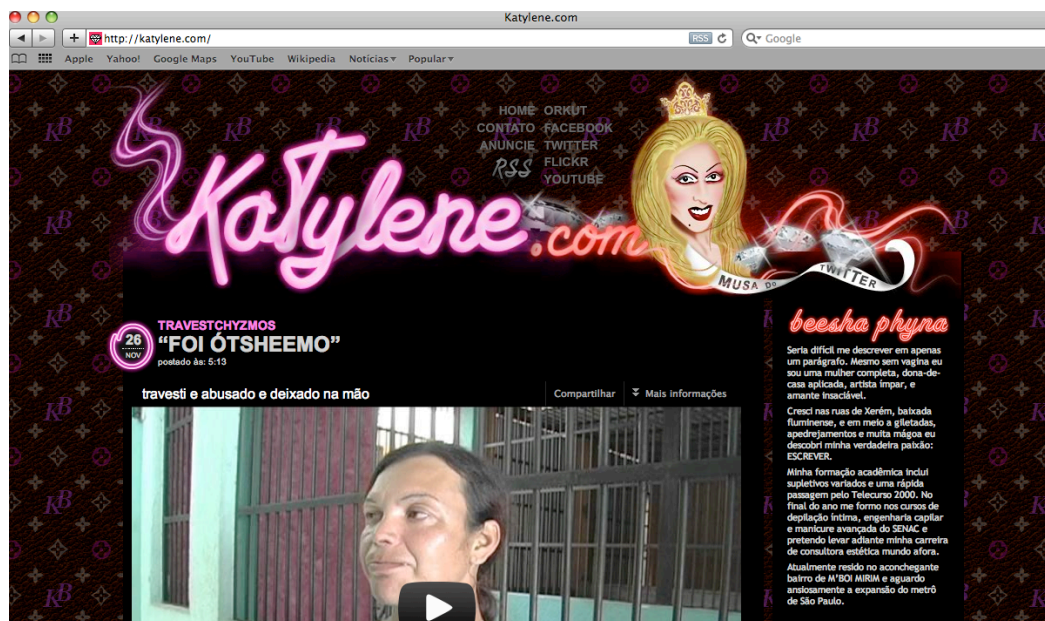 Katylene.com
http://katylene.com/
RSS
Google
Apple Yahoo! Google Maps YouTube Wikipedia Notícias Popular
HOME ORKUT
CONTATO FACEBOOK
ANUNCIE TWITTER
RSS FLICKR
YOUTUBE
Katylene.com
MUSA DO TWITTER
26
NOV
TRAVESTCHYZMOS
“FOI ÓTSHEEMO”
postado às: 5:13
travesti e abusado e deixado na mão
Compartilhar
Mais informações
beesha phyna
Seria difícil me descrever em apenas
um parágrafo. Mesmo sem vagina eu
sou uma mulher completa, dona-de-
casa aplicada, artista ímpar, e
amante insaciável.
Cresci nas ruas de Xerém, baixada
fluminense, e em meio a giletadas,
apedrejamentos e muita mágoa eu
descobri minha verdadeira paixão:
ESCREVER.
Minha formação acadêmica inclui
supletivos variados e uma rápida
passagem pelo Telecurso 2000. No
final do ano me formo nos cursos de
depilação íntima, engenharia capilar
e manicure avançada do SENAC e
pretendo levar adiante minha carreira
de consultora estética mundo afora.
Atualmente resido no aconchegante
bairro de M'BOI MIRIM e aguardo
ansiosamente a expansão do metrô
de São Paulo.